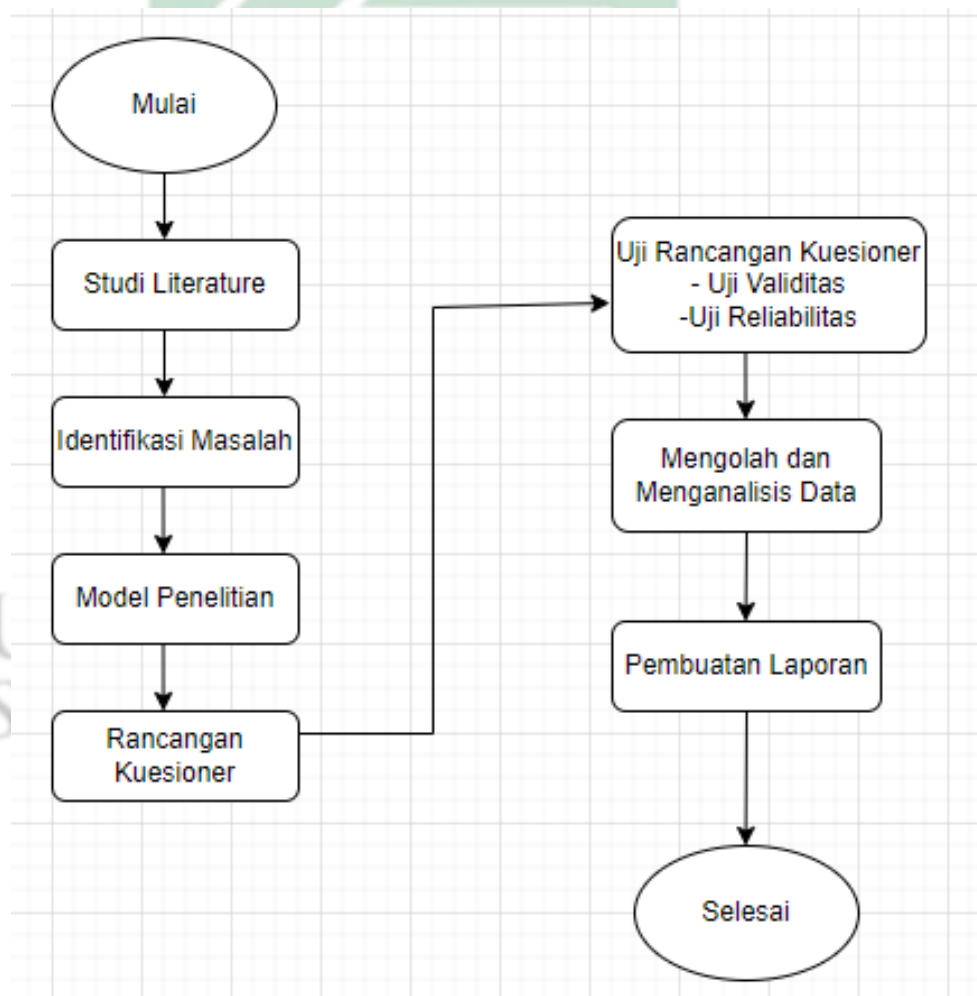 Mulai
Studi Literature
Identifikasi Masalah
Model Penelitian
Rancangan
Kuesioner
Uji Rancangan Kuesioner
- Uji Validitas
-Uji Reliabilitas
Mengolah dan
Menganalisis Data
Pembuatan Laporan
Selesai